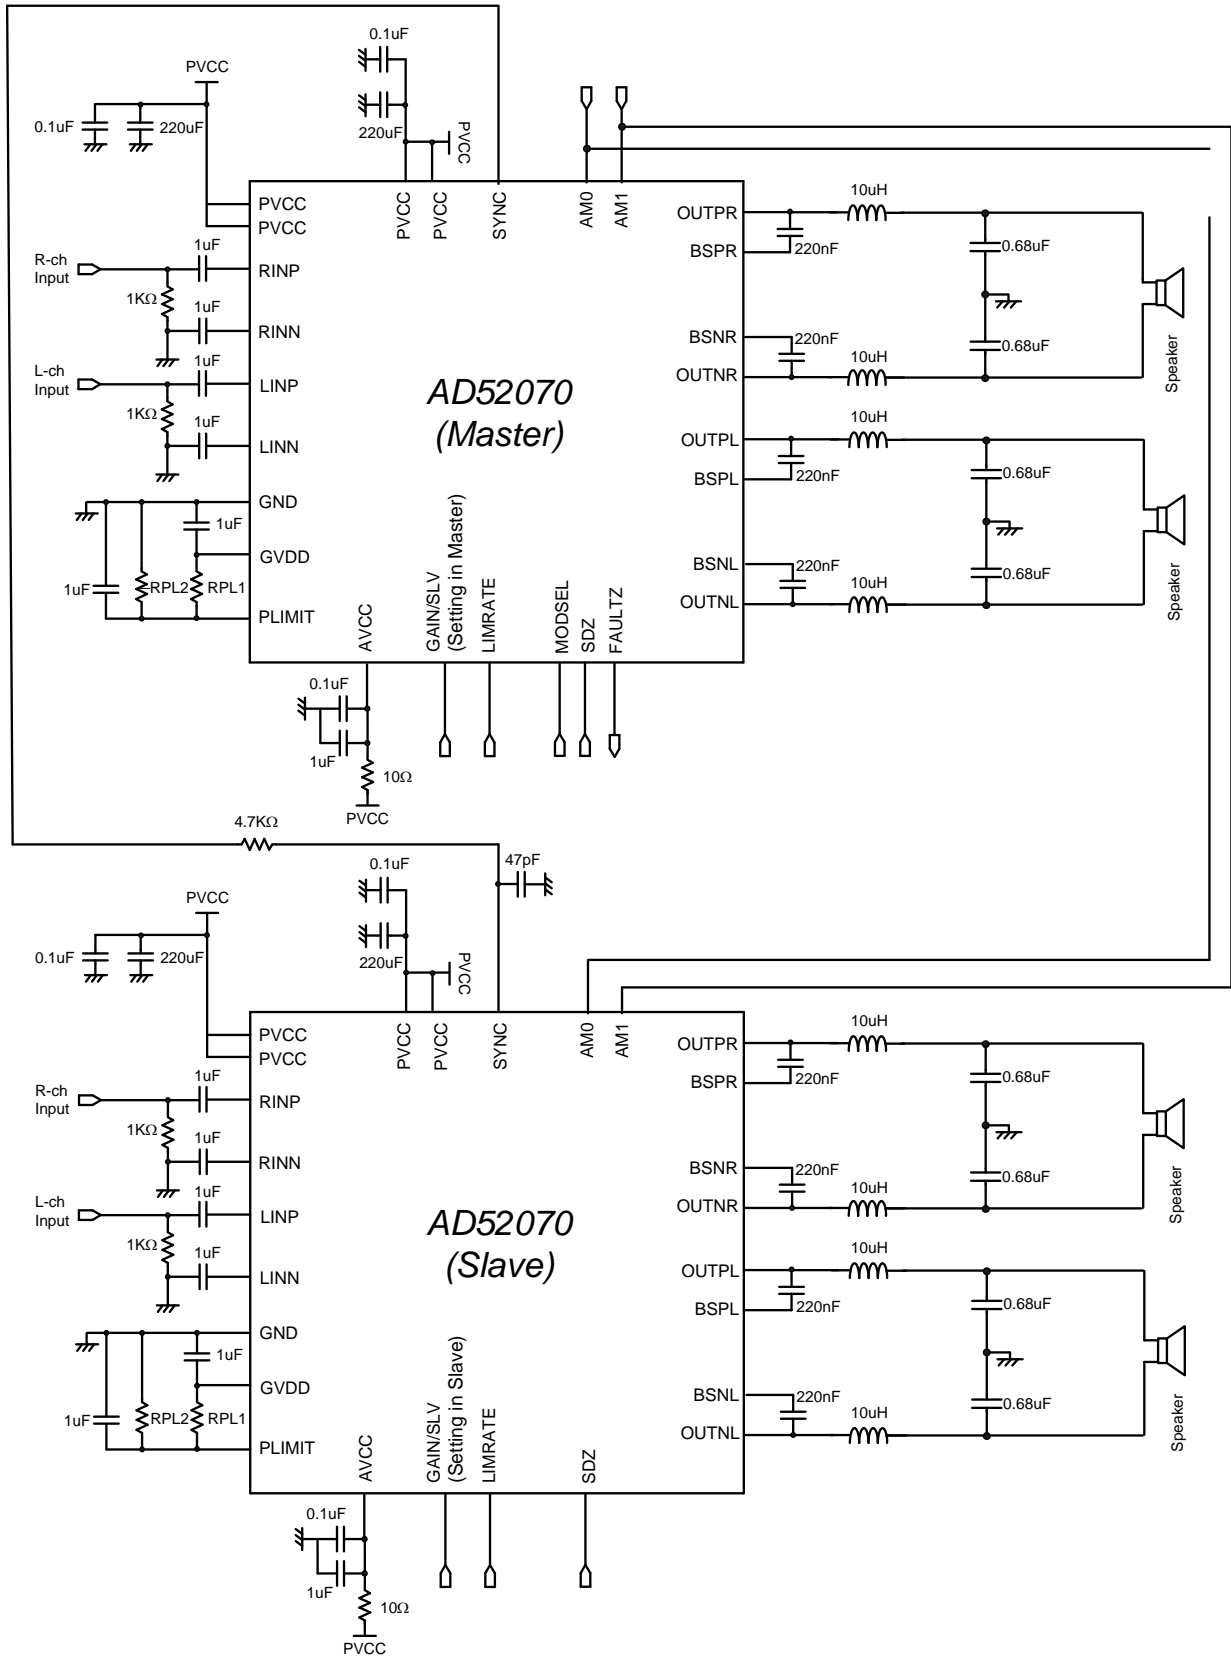 0.1uF
PVCC
0.1uF
220uF
220uF
PVCC
PVCC
PVCC
PVCC
PVCC
SYNC
AM0
AM1
R-ch
Input
1uF
RINP
1KΩ
1uF
RINN
L-ch
Input
1uF
LINP
1KΩ
1uF
LINN
GND
1uF
GVDD
1uF
RPL2
RPL1
PLIMIT
AD52070
(Master)
OUTPR
10uH
BSPR
220nF
0.68uF
BSNR
220nF
0.68uF
OUTNR
10uH
Speaker
OUTPL
10uH
BSPL
220nF
0.68uF
BSNL
220nF
0.68uF
OUTNL
10uH
Speaker
AVCC
GAIN/SLV
(Setting in Master)
LIMRATE
MODSEL
SDZ
FAULTZ
0.1uF
1uF
10Ω
PVCC
4.7KΩ
47pF
0.1uF
PVCC
0.1uF
220uF
220uF
PVCC
PVCC
PVCC
PVCC
PVCC
SYNC
AM0
AM1
R-ch
Input
1uF
RINP
1KΩ
1uF
RINN
L-ch
Input
1uF
LINP
1KΩ
1uF
LINN
GND
1uF
GVDD
1uF
RPL2
RPL1
PLIMIT
AD52070
(Slave)
OUTPR
10uH
BSPR
220nF
0.68uF
BSNR
220nF
0.68uF
OUTNR
10uH
Speaker
OUTPL
10uH
BSPL
220nF
0.68uF
BSNL
220nF
0.68uF
OUTNL
10uH
Speaker
AVCC
GAIN/SLV
(Setting in Slave)
LIMRATE
SDZ
0.1uF
1uF
10Ω
PVCC